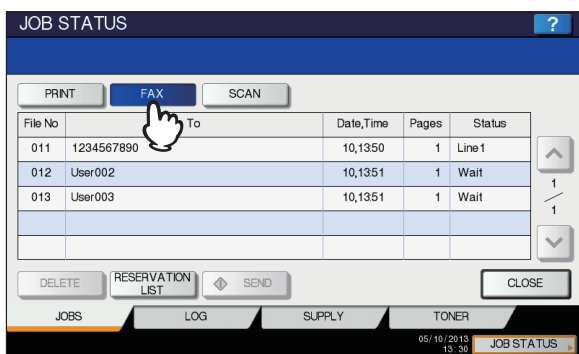 JOB STATUS
?
PRINT FAX SCAN
File No To Date,Time Pages Status
011 1234567890 10,13:50 1 Line1
012 User002 10,13:51 1 Wait
013 User003 10,13:51 1 Wait
1
1
DELETE RESERVATION LIST SEND CLOSE
JOBS LOG SUPPLY TONER
05/10/2013
13:30 JOB STATUS